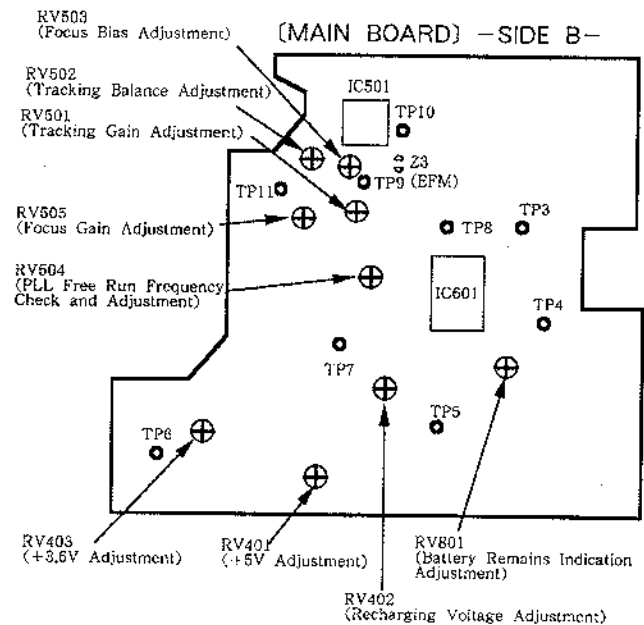 RV503
(Focus Bias Adjustment)
(MAIN BOARD) -SIDE B-
RV502
(Tracking Balance Adjustment)
RV501
(Tracking Gain Adjustment)
IC501
TP10
Z3
TP9 (EFM)
TP11
RV505
(Focus Gain Adjustment)
TP8
TP3
RV504
(PLL Free Run Frequency
Check and Adjustment)
IC601
TP4
TP7
TP5
TP6
RV403
(+3.6V Adjustment)
RV401
(+5V Adjustment)
RV801
(Battery Remains Indication
Adjustment)
RV402
(Recharging Voltage Adjustment)